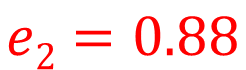 e₂ = 0.88